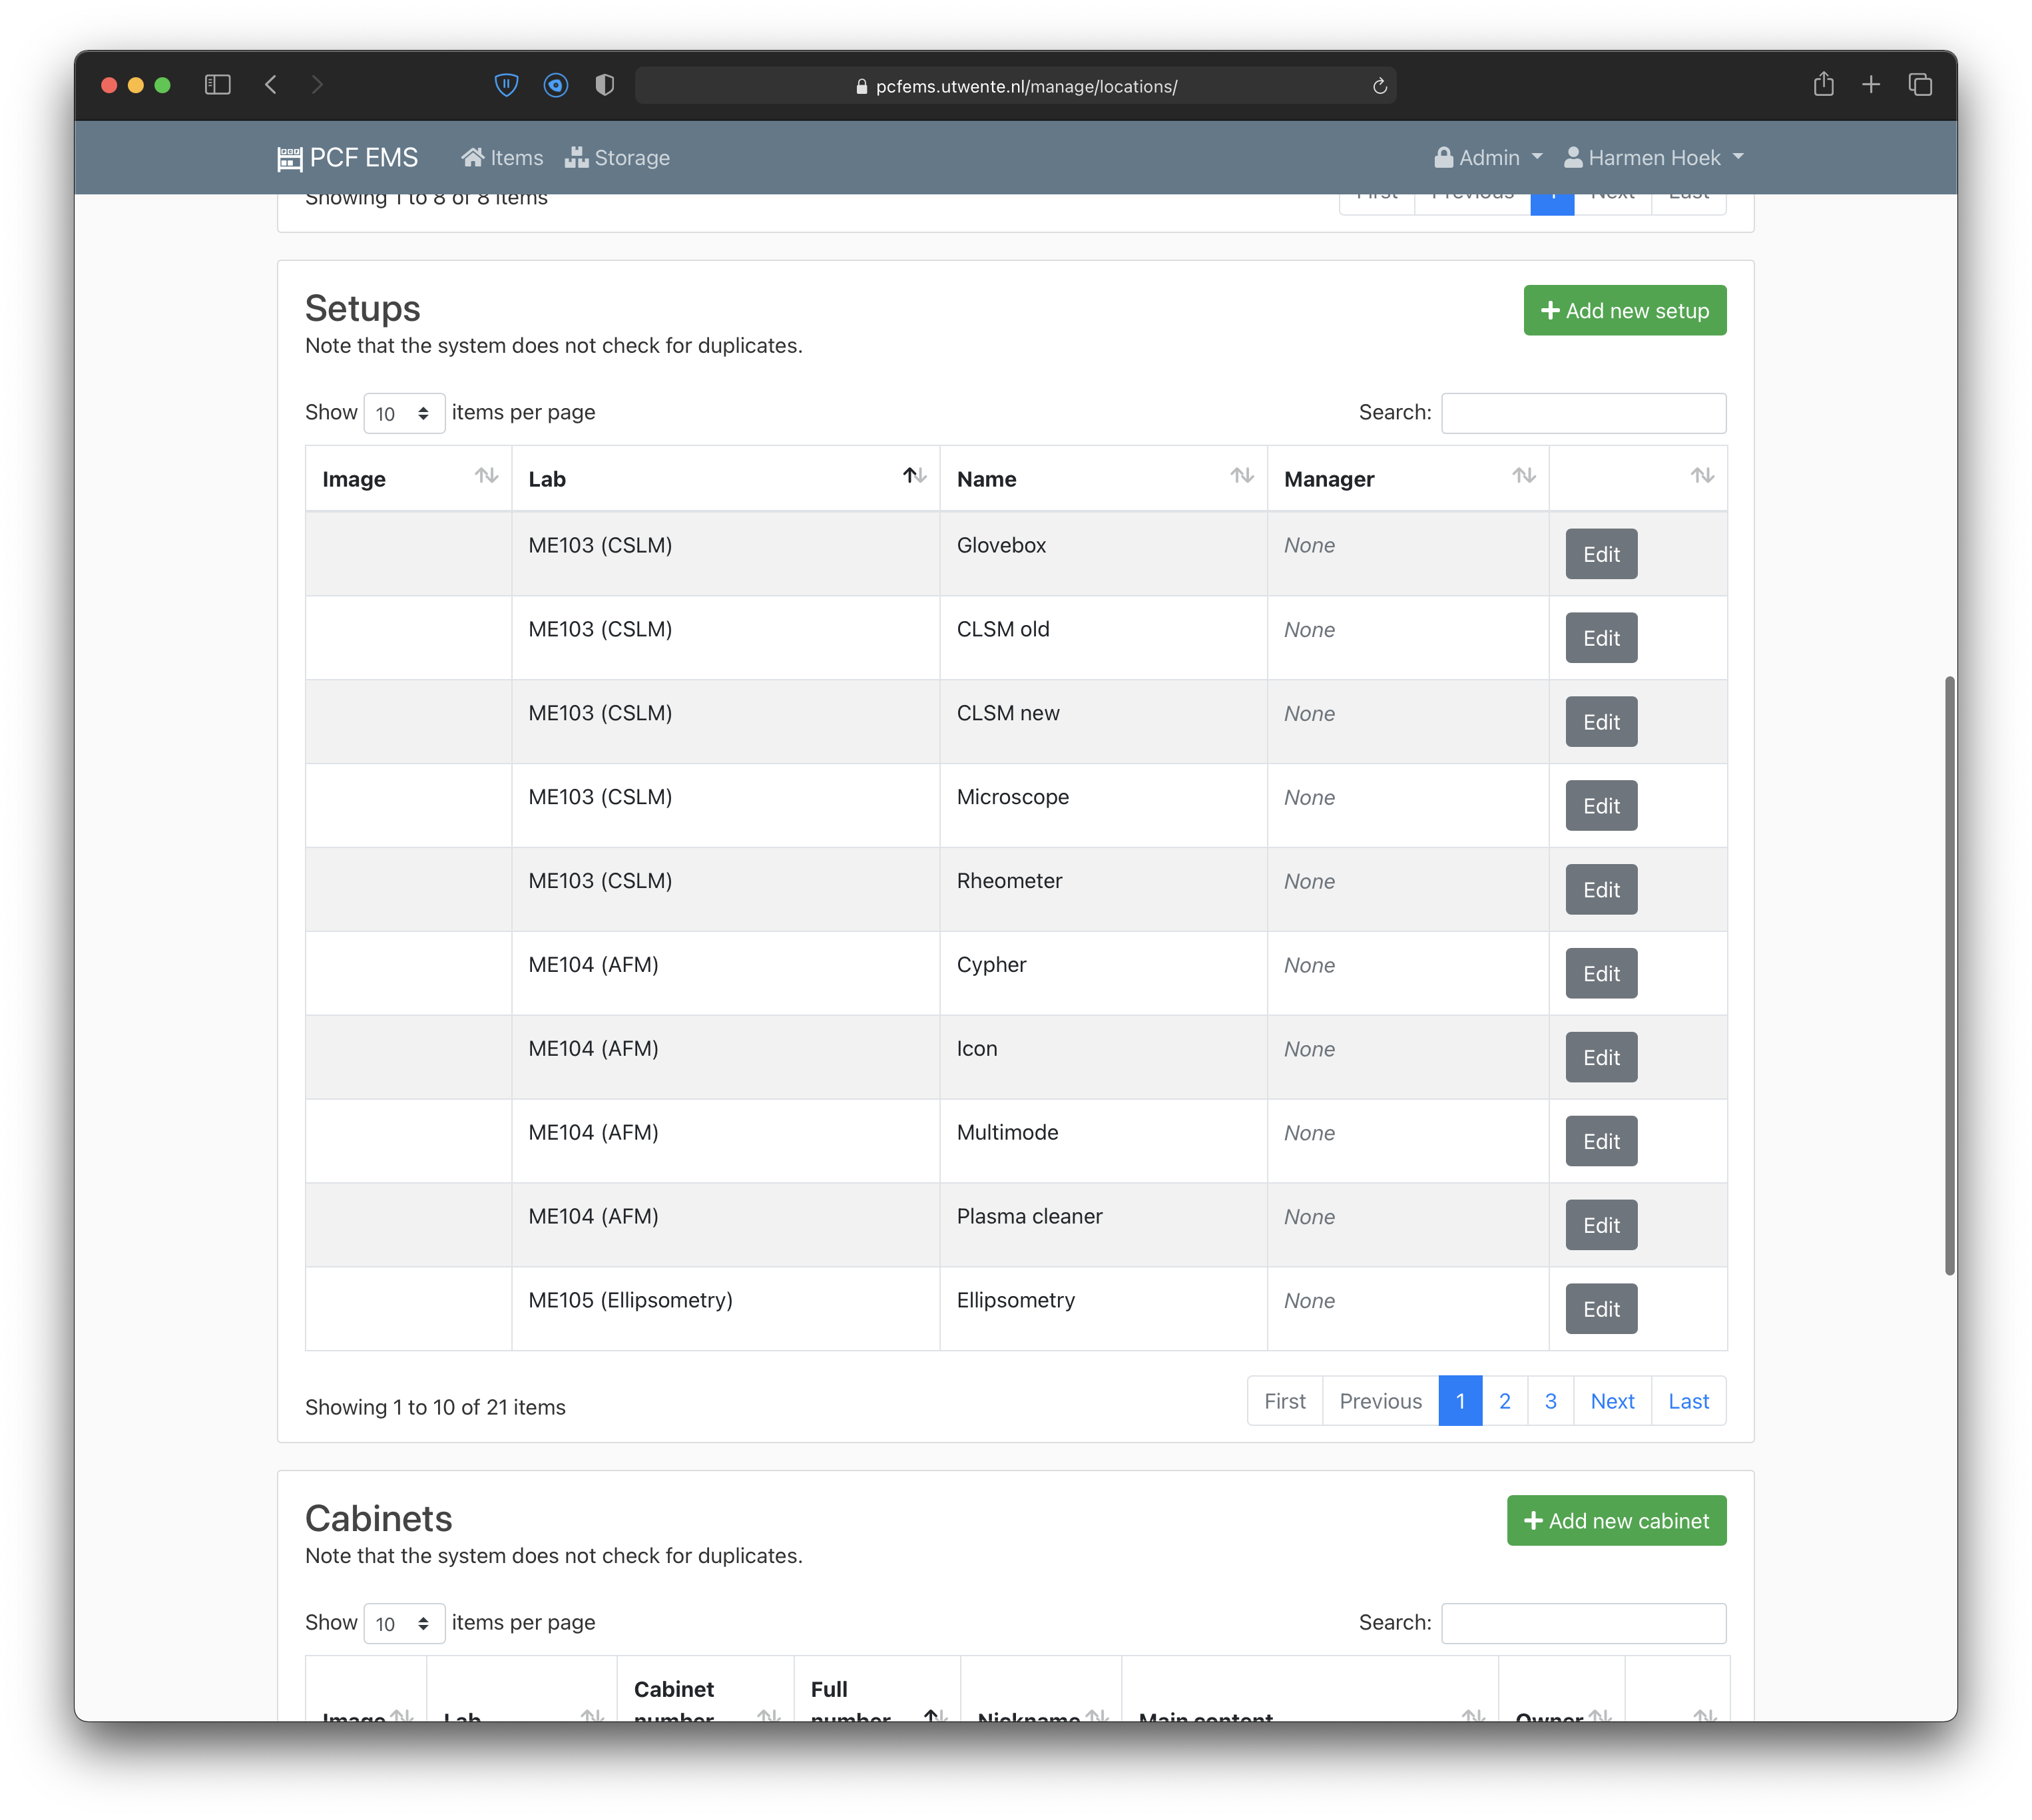 pcfems.utwente.nl/manage/locations/
PCF EMS Items Storage Admin Harmen Hoek
Showing 1 to 8 of 8 items First Previous 1 Next Last
Setups + Add new setup
Note that the system does not check for duplicates.
Show 10 items per page Search:
Image Lab Name Manager
ME103 (CSLM) Glovebox None Edit
ME103 (CSLM) CLSM old None Edit
ME103 (CSLM) CLSM new None Edit
ME103 (CSLM) Microscope None Edit
ME103 (CSLM) Rheometer None Edit
ME104 (AFM) Cypher None Edit
ME104 (AFM) Icon None Edit
ME104 (AFM) Multimode None Edit
ME104 (AFM) Plasma cleaner None Edit
ME105 (Ellipsometry) Ellipsometry None Edit
Showing 1 to 10 of 21 items First Previous 1 2 3 Next Last
Cabinets + Add new cabinet
Note that the system does not check for duplicates.
Show 10 items per page Search:
Cabinet Full
Image Lab number number Nickname Main content Owner